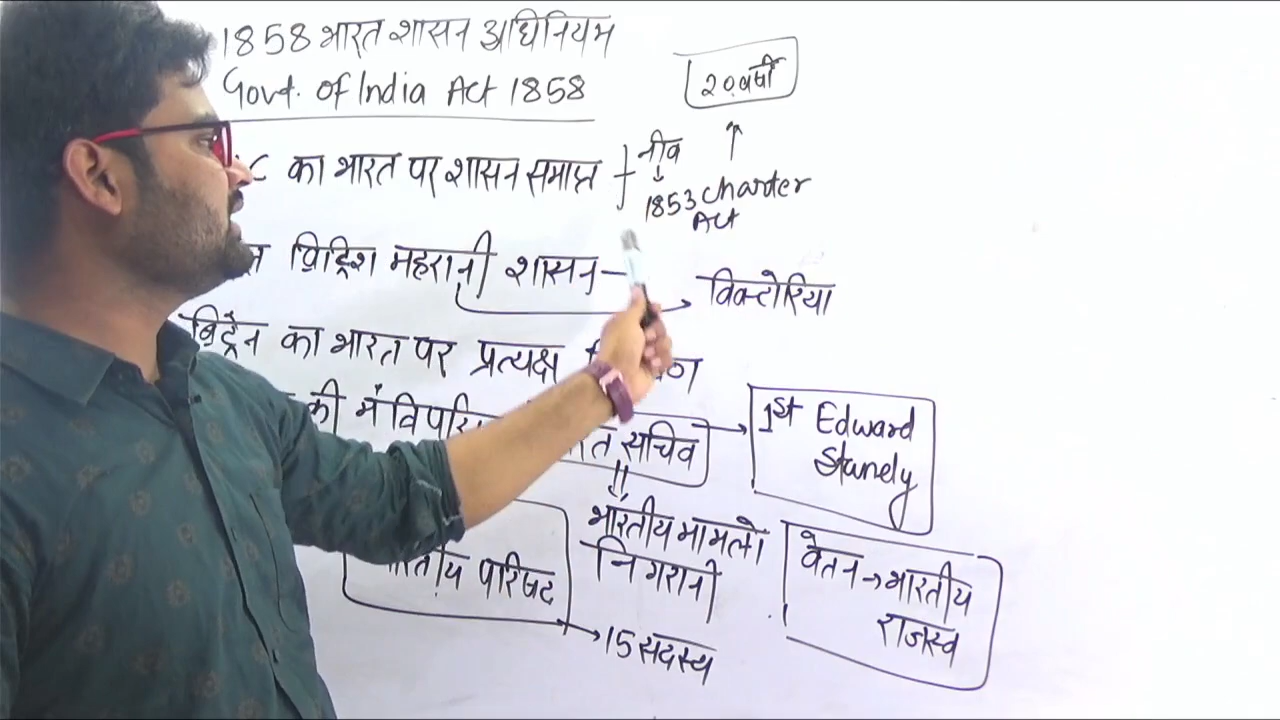 1858 भारत शासन अधिनियम
Govt. of India Act 1858
20 वर्षो
C का भारत पर शासन समाप्त
नीव
1853 Charter
Act
ब्रिट्रिश महरानी शासन
विक्टोरिया
ब्रिट्रैन का भारत पर प्रत्यक्ष
की मंविपरि
सचिव
1st Edward
Stanely
भारतीय मामलो
निगरानी
वेतन → भारतीय
राजस्व
परिषद
15 सदस्य